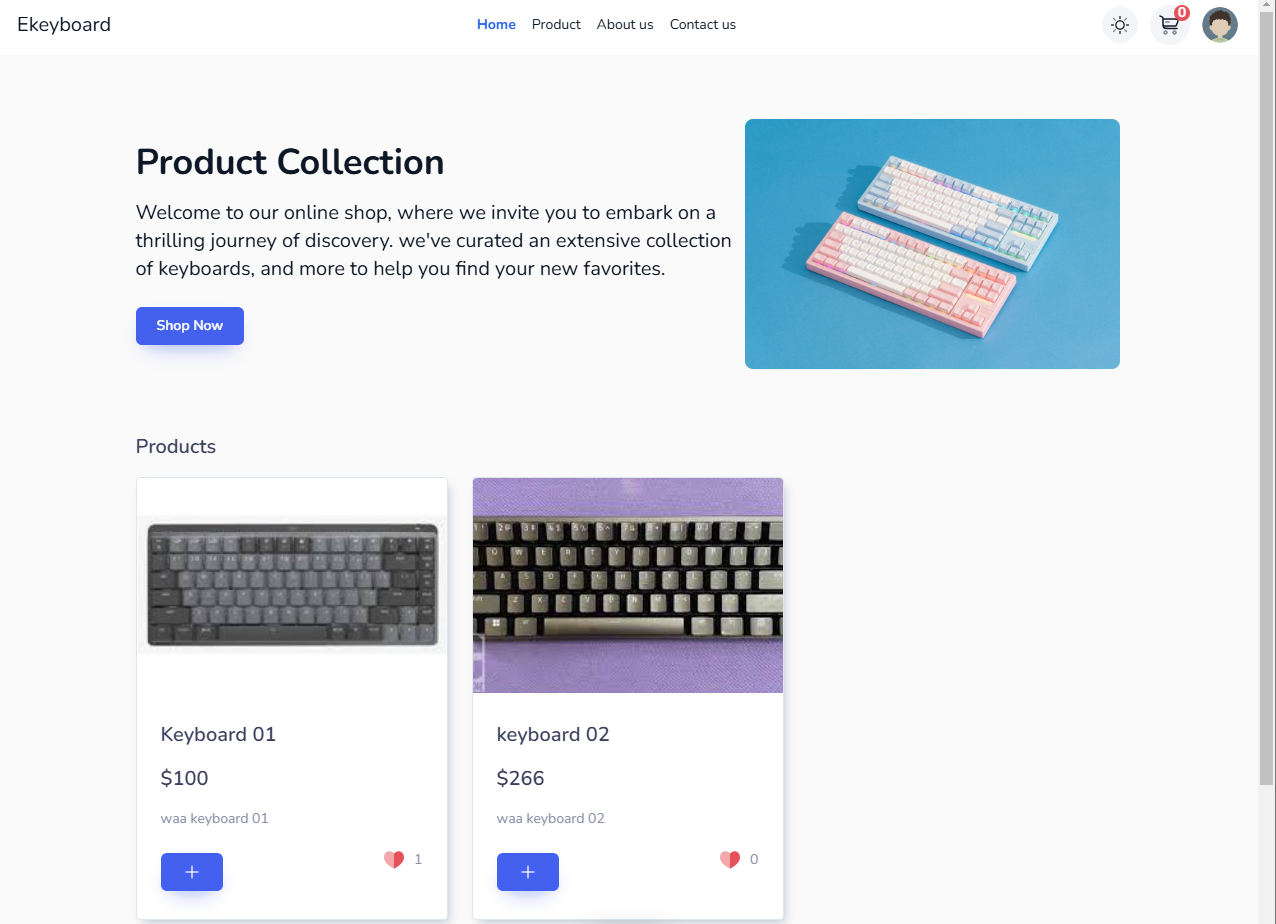 Ekeyboard
Home Product About us Contact us
0
Product Collection
Welcome to our online shop, where we invite you to embark on a
thrilling journey of discovery. we've curated an extensive collection
of keyboards, and more to help you find your new favorites.
Shop Now
Products
Keyboard 01
$100
waa keyboard 01
+
1
keyboard 02
$266
waa keyboard 02
+
0